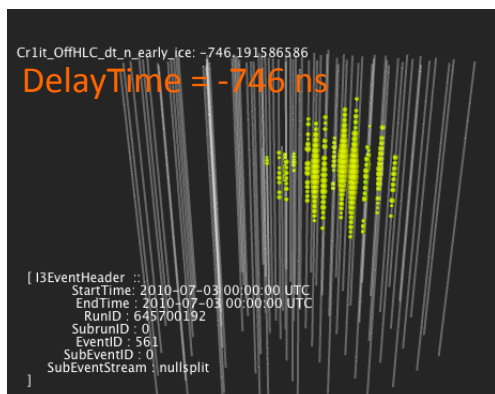 Cr1it_OffHLC_dt_n_early_ice: -746.191586586
DelayTime = -746 ns
[ I3EventHeader ::
StartTime: 2010-07-03 00:00:00 UTC
EndTime : 2010-07-03 00:00:00 UTC
RunID : 645700192
SubrunID : 0
EventID : 561
SubEventID : 0
SubEventStream : nullsplit
]